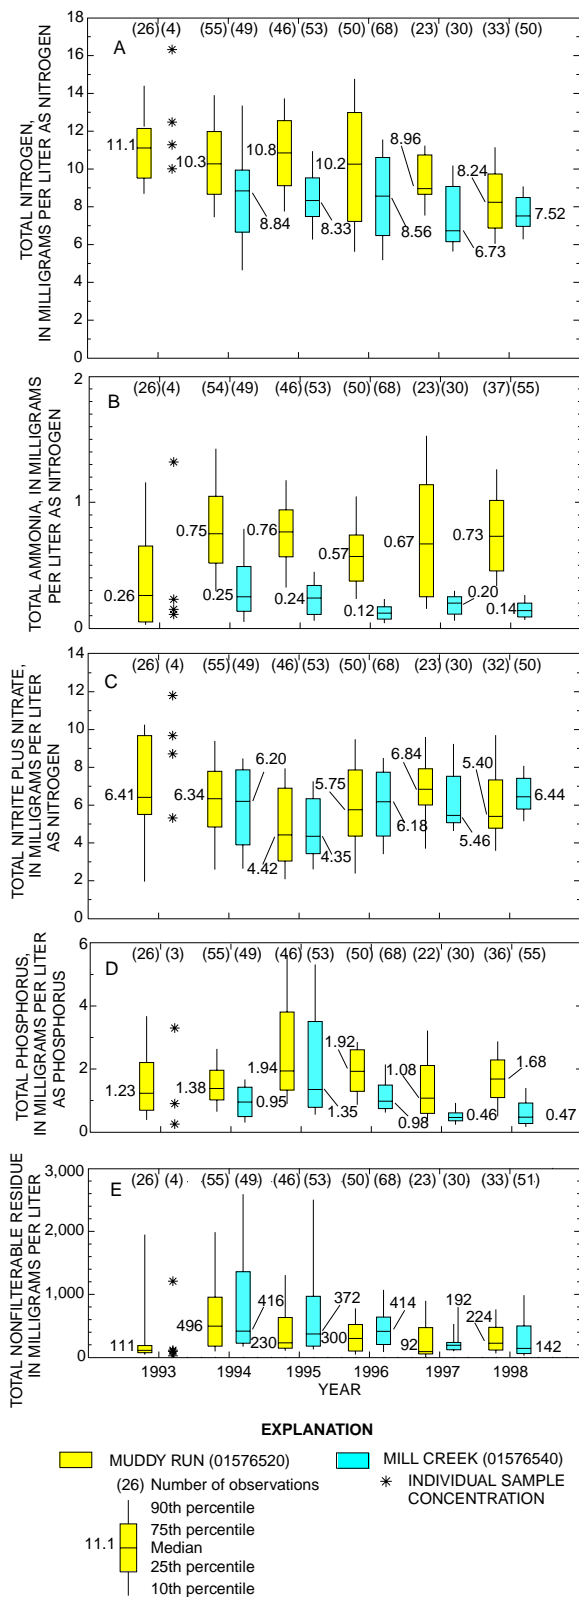 A
(26) (4) (55) (49) (46) (53) (50) (68) (23) (30) (33) (50)
TOTAL NITROGEN,
IN MILLIGRAMS PER LITER AS NITROGEN
18
16
14
12
10
8
6
4
2
0
11.1
10.3
8.84
10.8
8.33
10.2
8.56
8.96
6.73
8.24
7.52
B
(26) (4) (54) (49) (46) (53) (50) (68) (23) (30) (37) (55)
TOTAL AMMONIA, IN MILLIGRAMS
PER LITER AS NITROGEN
2
1
0
0.26
0.75
0.25
0.76
0.24
0.57
0.12
0.67
0.20
0.73
0.14
C
(26) (4) (55) (49) (46) (53) (50) (68) (23) (30) (32) (50)
TOTAL NITRITE PLUS NITRATE,
IN MILLIGRAMS PER LITER
AS NITROGEN
14
12
10
8
6
4
2
0
6.41
6.34
6.20
4.42
4.35
5.75
6.18
6.84
5.46
5.40
6.44
D
(26) (3) (55) (49) (46) (53) (50) (68) (22) (30) (36) (55)
TOTAL PHOSPHORUS,
IN MILLIGRAMS PER LITER
AS PHOSPHORUS
6
4
2
0
1.23
1.38
0.95
1.94
1.35
1.92
0.98
1.08
0.46
1.68
0.47
E
(26) (4) (55) (49) (46) (53) (50) (68) (23) (30) (33) (51)
TOTAL NONFILTERABLE RESIDUE
IN MILLIGRAMS PER LITER
3,000
2,000
1,000
0
111
496
416
230
372
300
414
92
192
224
142
1993 1994 1995 1996 1997 1998
YEAR
EXPLANATION
MUDDY RUN (01576520)
MILL CREEK (01576540)
(26) Number of observations
* INDIVIDUAL SAMPLE
CONCENTRATION
90th percentile
75th percentile
11.1 Median
25th percentile
10th percentile